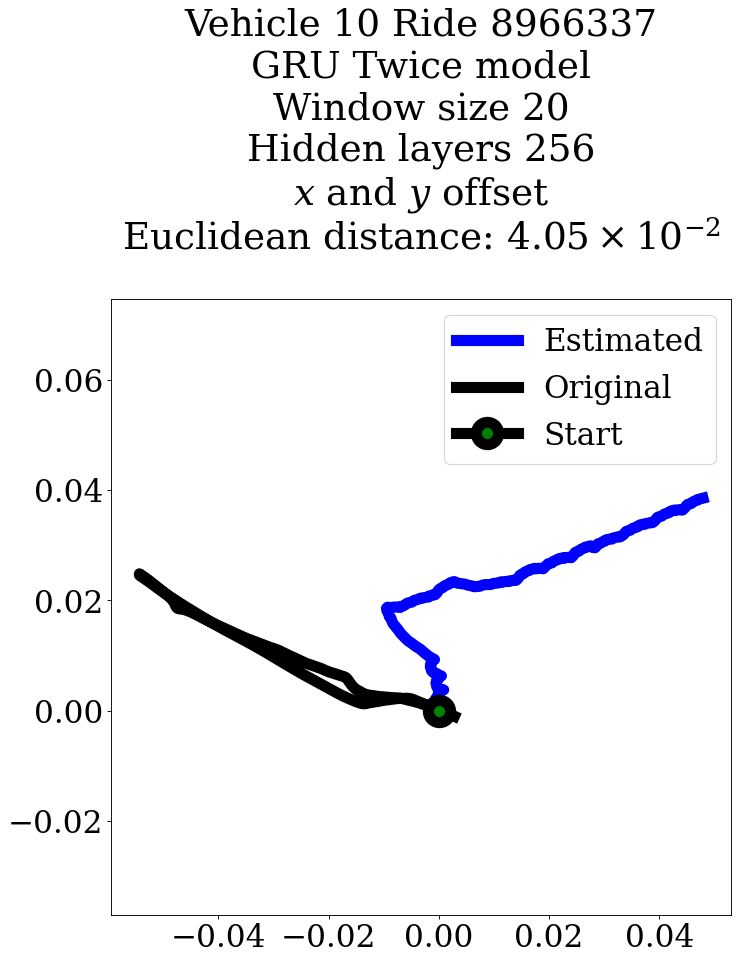 Vehicle 10 Ride 8966337
GRU Twice model
Window size 20
Hidden layers 256
x and y offset
Euclidean distance: 4.05 × 10⁻²
Estimated
Original
Start
0.06
0.04
0.02
0.00
−0.02
−0.04 −0.02 0.00 0.02 0.04